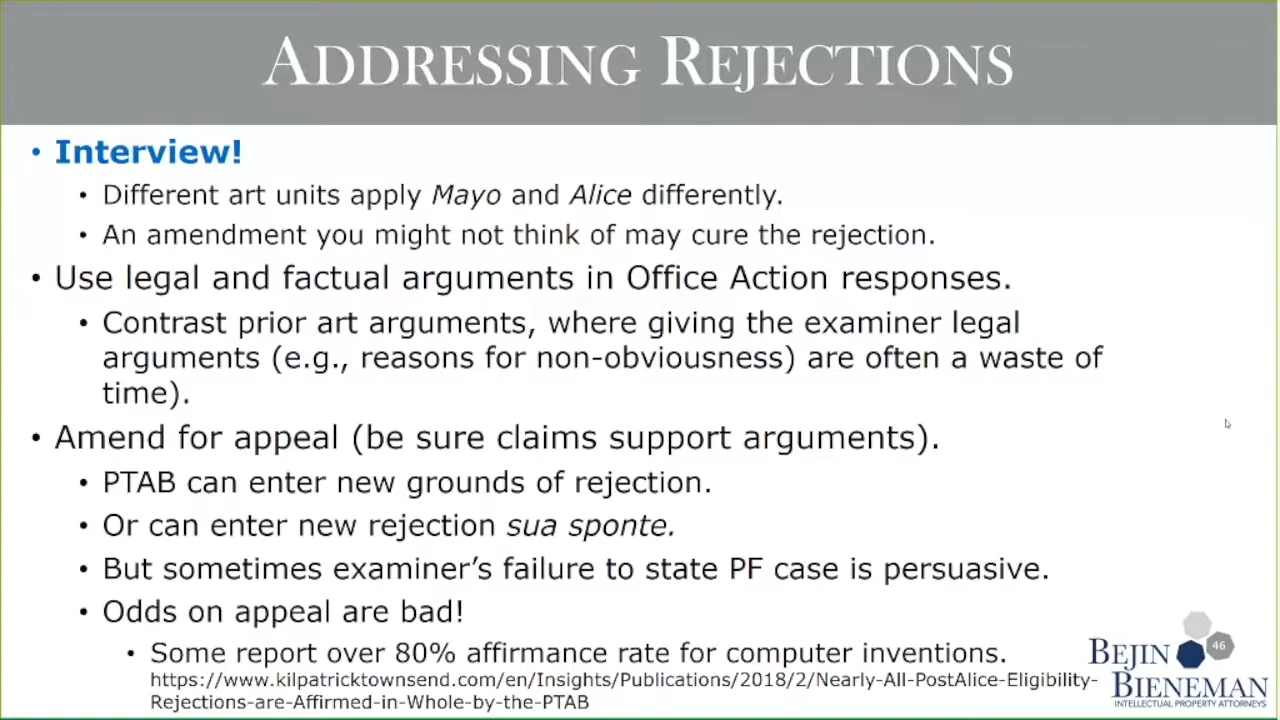 ADDRESSING REJECTIONS
• Interview!
• Different art units apply Mayo and Alice differently.
• An amendment you might not think of may cure the rejection.
• Use legal and factual arguments in Office Action responses.
• Contrast prior art arguments, where giving the examiner legal
arguments (e.g., reasons for non-obviousness) are often a waste of
time).
• Amend for appeal (be sure claims support arguments).
• PTAB can enter new grounds of rejection.
• Or can enter new rejection sua sponte.
• But sometimes examiner’s failure to state PF case is persuasive.
• Odds on appeal are bad!
• Some report over 80% affirmance rate for computer inventions.
https://www.kilpatricktownsend.com/en/Insights/Publications/2018/2/Nearly-All-PostAlice-Eligibility-
Rejections-are-Affirmed-in-Whole-by-the-PTAB
46
BEJIN
BIENEMAN
INTELLECTUAL PROPERTY ATTORNEYS